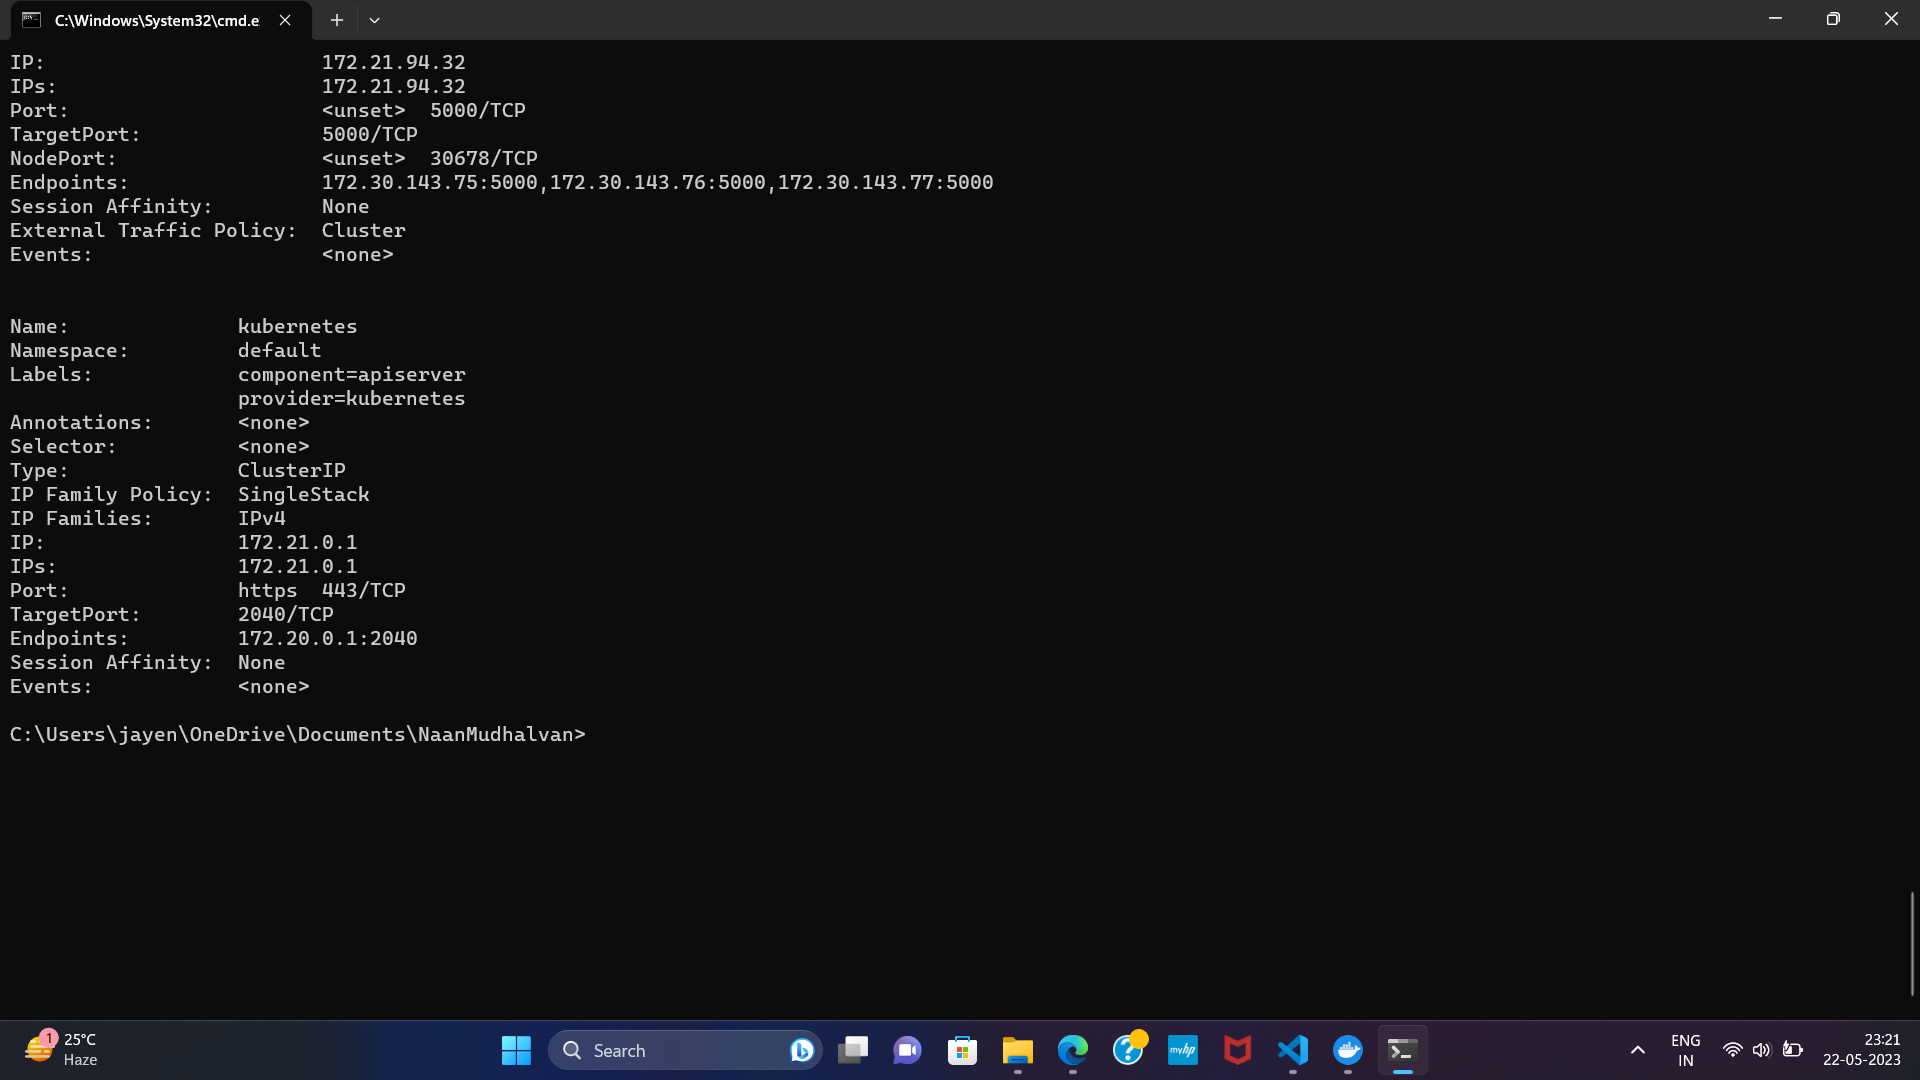 C:\Windows\System32\cmd.e
IP: 172.21.94.32
IPs: 172.21.94.32
Port: <unset> 5000/TCP
TargetPort: 5000/TCP
NodePort: <unset> 30678/TCP
Endpoints: 172.30.143.75:5000,172.30.143.76:5000,172.30.143.77:5000
Session Affinity: None
External Traffic Policy: Cluster
Events: <none>
Name: kubernetes
Namespace: default
Labels: component=apiserver
provider=kubernetes
Annotations: <none>
Selector: <none>
Type: ClusterIP
IP Family Policy: SingleStack
IP Families: IPv4
IP: 172.21.0.1
IPs: 172.21.0.1
Port: https 443/TCP
TargetPort: 2040/TCP
Endpoints: 172.20.0.1:2040
Session Affinity: None
Events: <none>
C:\Users\jayen\OneDrive\Documents\NaanMudhalvan>
1
25°C
Haze
Search
myhp
ENG
IN
23:21
22-05-2023